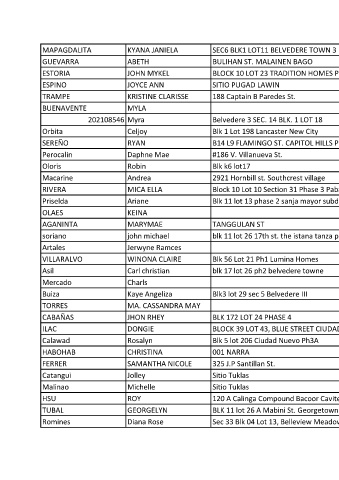 MAPAGDALITA KYANA JANIELA SEC6 BLK1 LOT11 BELVEDERE TOWN 3
GUEVARRA ABETH BULIHAN ST. MALAINEN BAGO
ESTORIA JOHN MYKEL BLOCK 10 LOT 23 TRADITION HOMES P
ESPINO JOYCE ANN SITIO PUGAD LAWIN
TRAMPE KRISTINE CLARISSE 188 Captain B Paredes St.
BUENAVENTE MYLA
202108546 Myra Belvedere 3 SEC. 14 BLK. 1 LOT 18
Orbita Celjoy Blk 1 Lot 198 Lancaster New City
SEREÑO RYAN B14 L9 FLAMINGO ST. CAPITOL HILLS P
Perocalin Daphne Mae #186 V. Villanueva St.
Oloris Robin Blk k6 lot17
Macarine Andrea 2921 Hornbill st. Southcrest village
RIVERA MICA ELLA Block 10 Lot 10 Section 31 Phase 3 Pab
Priselda Ariane Blk 11 lot 13 phase 2 sanja mayor subd
OLAES KEINA
AGANINTA MARYMAE TANGGULAN ST
soriano john michael blk 11 lot 26 17th st. the istana tanza p
Artales Jerwyne Ramces
VILLARALVO WINONA CLAIRE Blk 56 Lot 21 Ph1 Lumina Homes
Asil Carl christian blk 17 lot 26 ph2 belvedere towne
Mercado Charls
Buiza Kaye Angeliza Blk3 lot 29 sec 5 Belvedere III
TORRES MA. CASSANDRA MAY
CABAÑAS JHON RHEY BLK 172 LOT 24 PHASE 4
ILAC DONGIE BLOCK 39 LOT 43, BLUE STREET CIUDAD
Calawad Rosalyn Blk 5 lot 206 Ciudad Nuevo Ph3A
HABOHAB CHRISTINA 001 NARRA
FERRER SAMANTHA NICOLE 325 J.P Santillan St.
Catangui Jolley Sitio Tuklas
Malinao Michelle Sitio Tuklas
HSU ROY 120 A Calinga Compound Bacoor Cavite
TUBAL GEORGELYN BLK 11 lot 26 A Mabini St. Georgetown
Romines Diana Rose Sec 33 Blk 04 Lot 13, Belleview Meadow